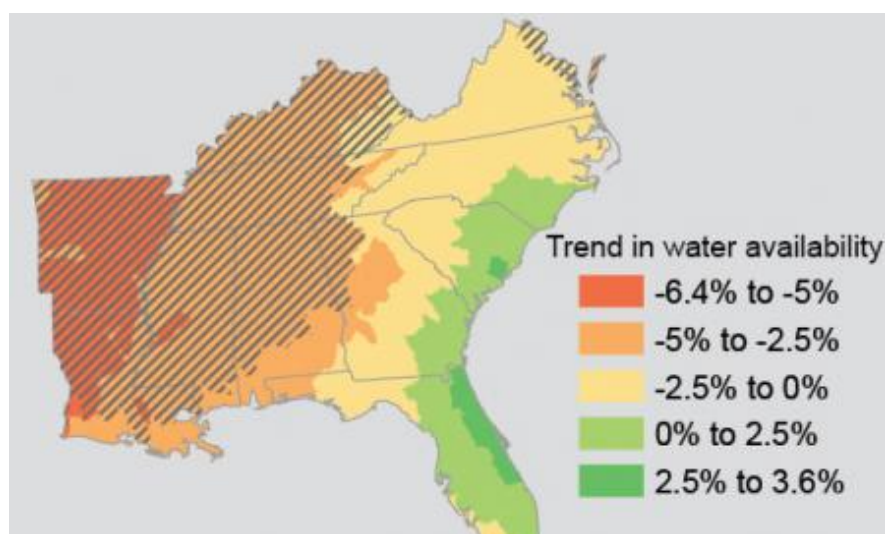 Trend in water availability
-6.4% to -5%
-5% to -2.5%
-2.5% to 0%
0% to 2.5%
2.5% to 3.6%